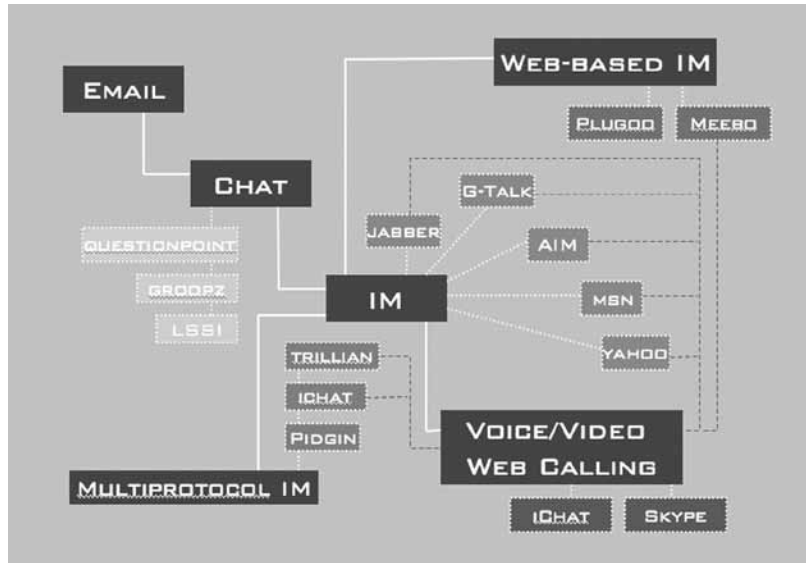 WEB-BASED IM
EMAIL
PLUGOO
MEEBO
CHAT
G-TALK
JABBER
QUESTIONPOINT
AIM
GROOPZ
IM
MSN
LSSI
TRILLIAN
YAHOO
ICHAT
PIDGIN
VOICE/VIDEO
WEB CALLING
MULTIPROTOCOL IM
ICHAT
SKYPE